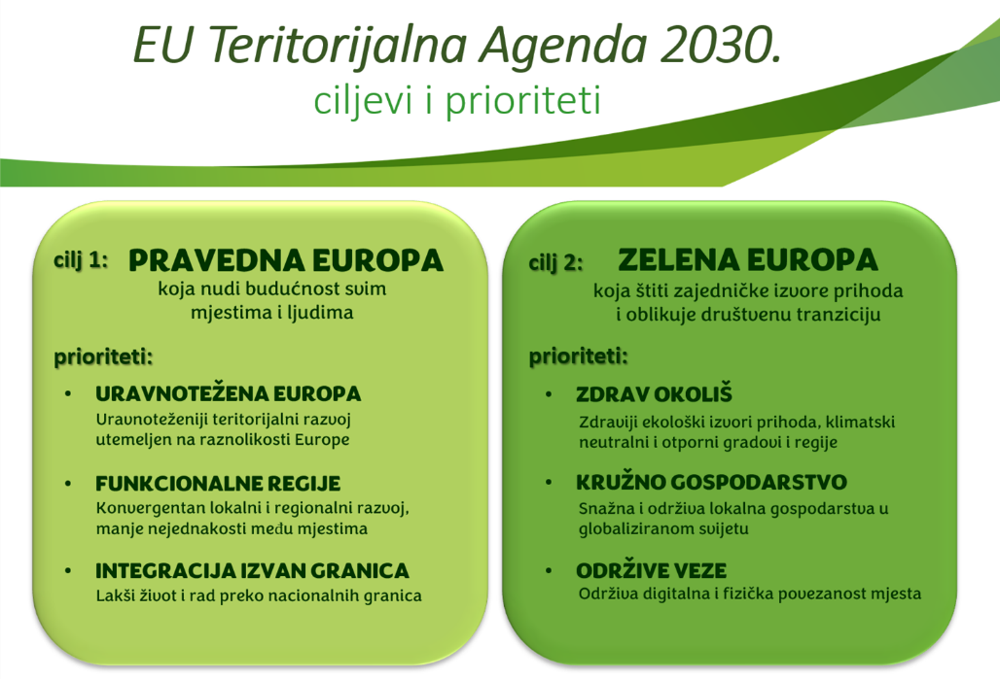 EU Teritorijalna Agenda 2030.
ciljevi i prioriteti
cilj 1: PRAVEDNA EUROPA
koja nudi budućnost svim
mjestima i ljudima
prioriteti:
• URAVNOTEŽENA EUROPA
Uravnoteženiji teritorijalni razvoj
utemeljen na raznolikosti Europe
• FUNKCIONALNE REGIJE
Konvergentan lokalni i regionalni razvoj,
manje nejednakosti među mjestima
• INTEGRACIJA IZVAN GRANICA
Lakši život i rad preko nacionalnih granica
cilj 2: ZELENA EUROPA
koja štiti zajedničke izvore prihoda
i oblikuje društvenu tranziciju
prioriteti:
• ZDRAV OKOLIŠ
Zdraviji ekološki izvori prihoda, klimatski
neutralni i otporni gradovi i regije
• KRUŽNO GOSPODARSTVO
Snažna i održiva lokalna gospodarstva u
globaliziranom svijetu
• ODRŽIVE VEZE
Održiva digitalna i fizička povezanost mjesta